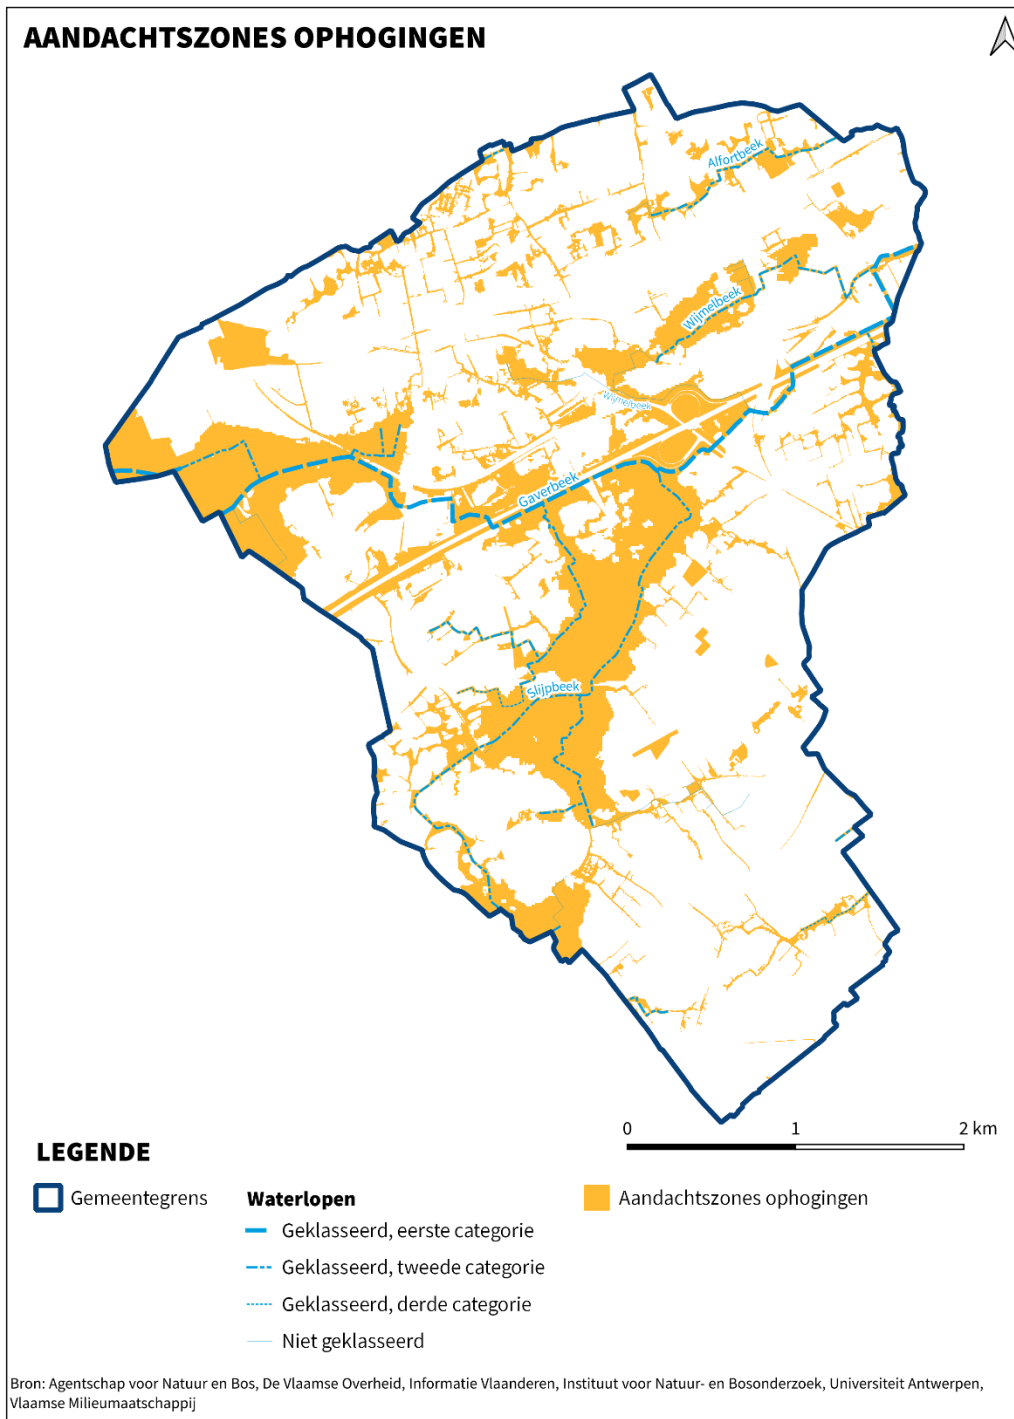 AANDACHTSZONES OPHOGINGEN
Alfortbeek
Wijmelbeek
Wijmerbeek
Gaverbeek
Slijpbeek
0 1 2 km
LEGENDE
Gemeentegrens
Waterlopen
Geklasseerd, eerste categorie
Geklasseerd, tweede categorie
Geklasseerd, derde categorie
Niet geklasseerd
Aandachtszones ophogingen
Bron: Agentschap voor Natuur en Bos, De Vlaamse Overheid, Informatie Vlaanderen, Instituut voor Natuur- en Bosonderzoek, Universiteit Antwerpen,
Vlaamse Milieumaatschappij